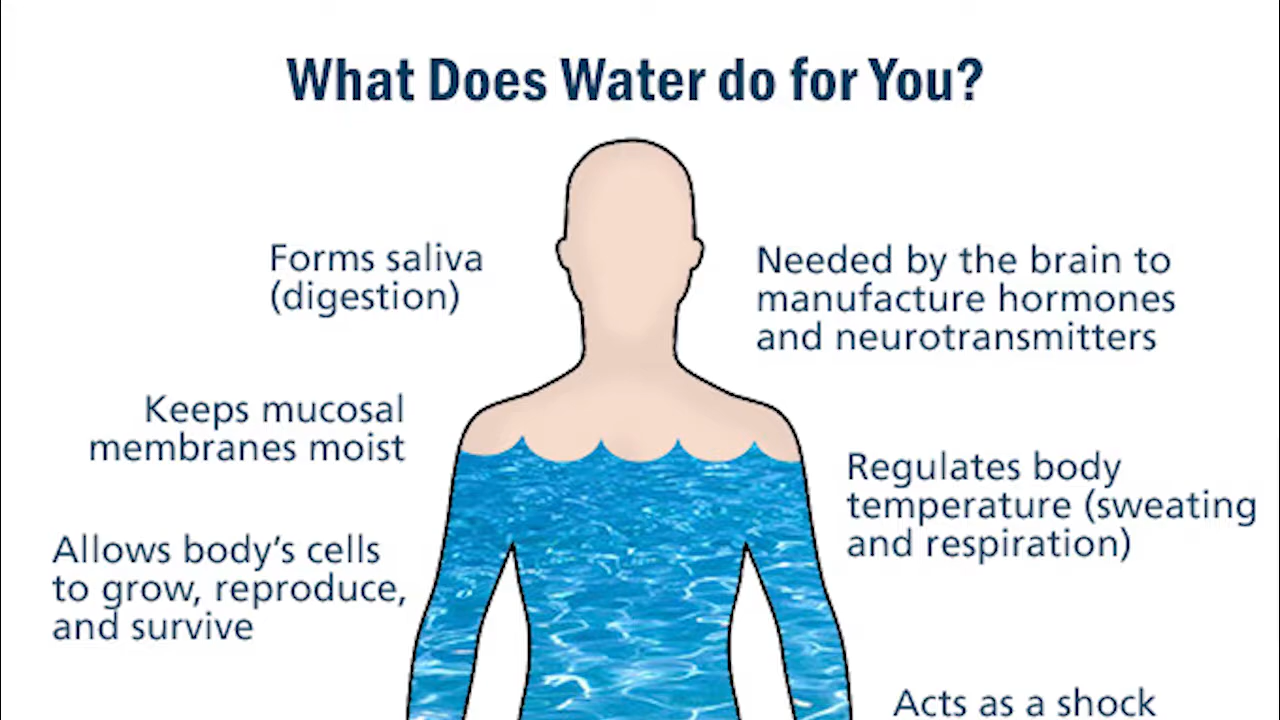 What Does Water do for You?
Forms saliva
(digestion)
Needed by the brain to
manufacture hormones
and neurotransmitters
Keeps mucosal
membranes moist
Regulates body
temperature (sweating
and respiration)
Allows body’s cells
to grow, reproduce,
and survive
Acts as a shock